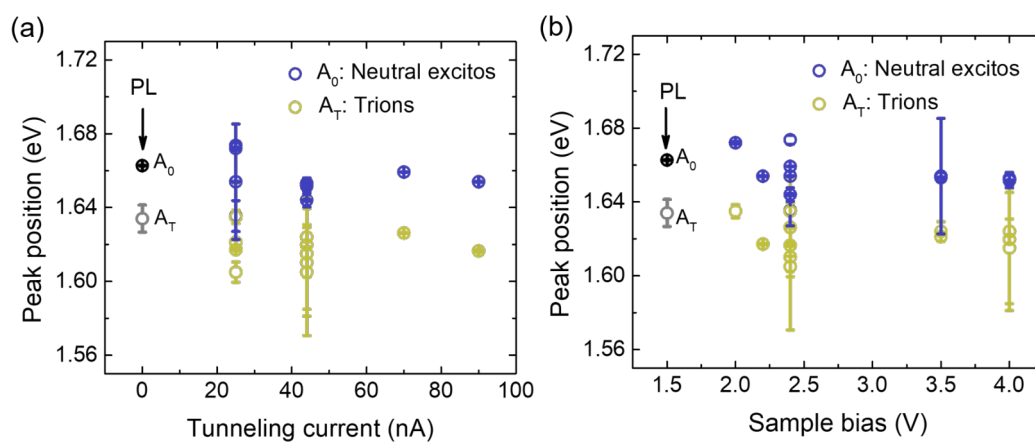 (a)
1.72
1.68
1.64
1.60
1.56
Peak position (eV)
PL
A0
AT
A0: Neutral excitos
AT: Trions
0 20 40 60 80 100
Tunneling current (nA)
(b)
1.72
1.68
1.64
1.60
1.56
Peak position (eV)
PL
A0
AT
A0: Neutral excitos
AT: Trions
1.5 2.0 2.5 3.0 3.5 4.0
Sample bias (V)